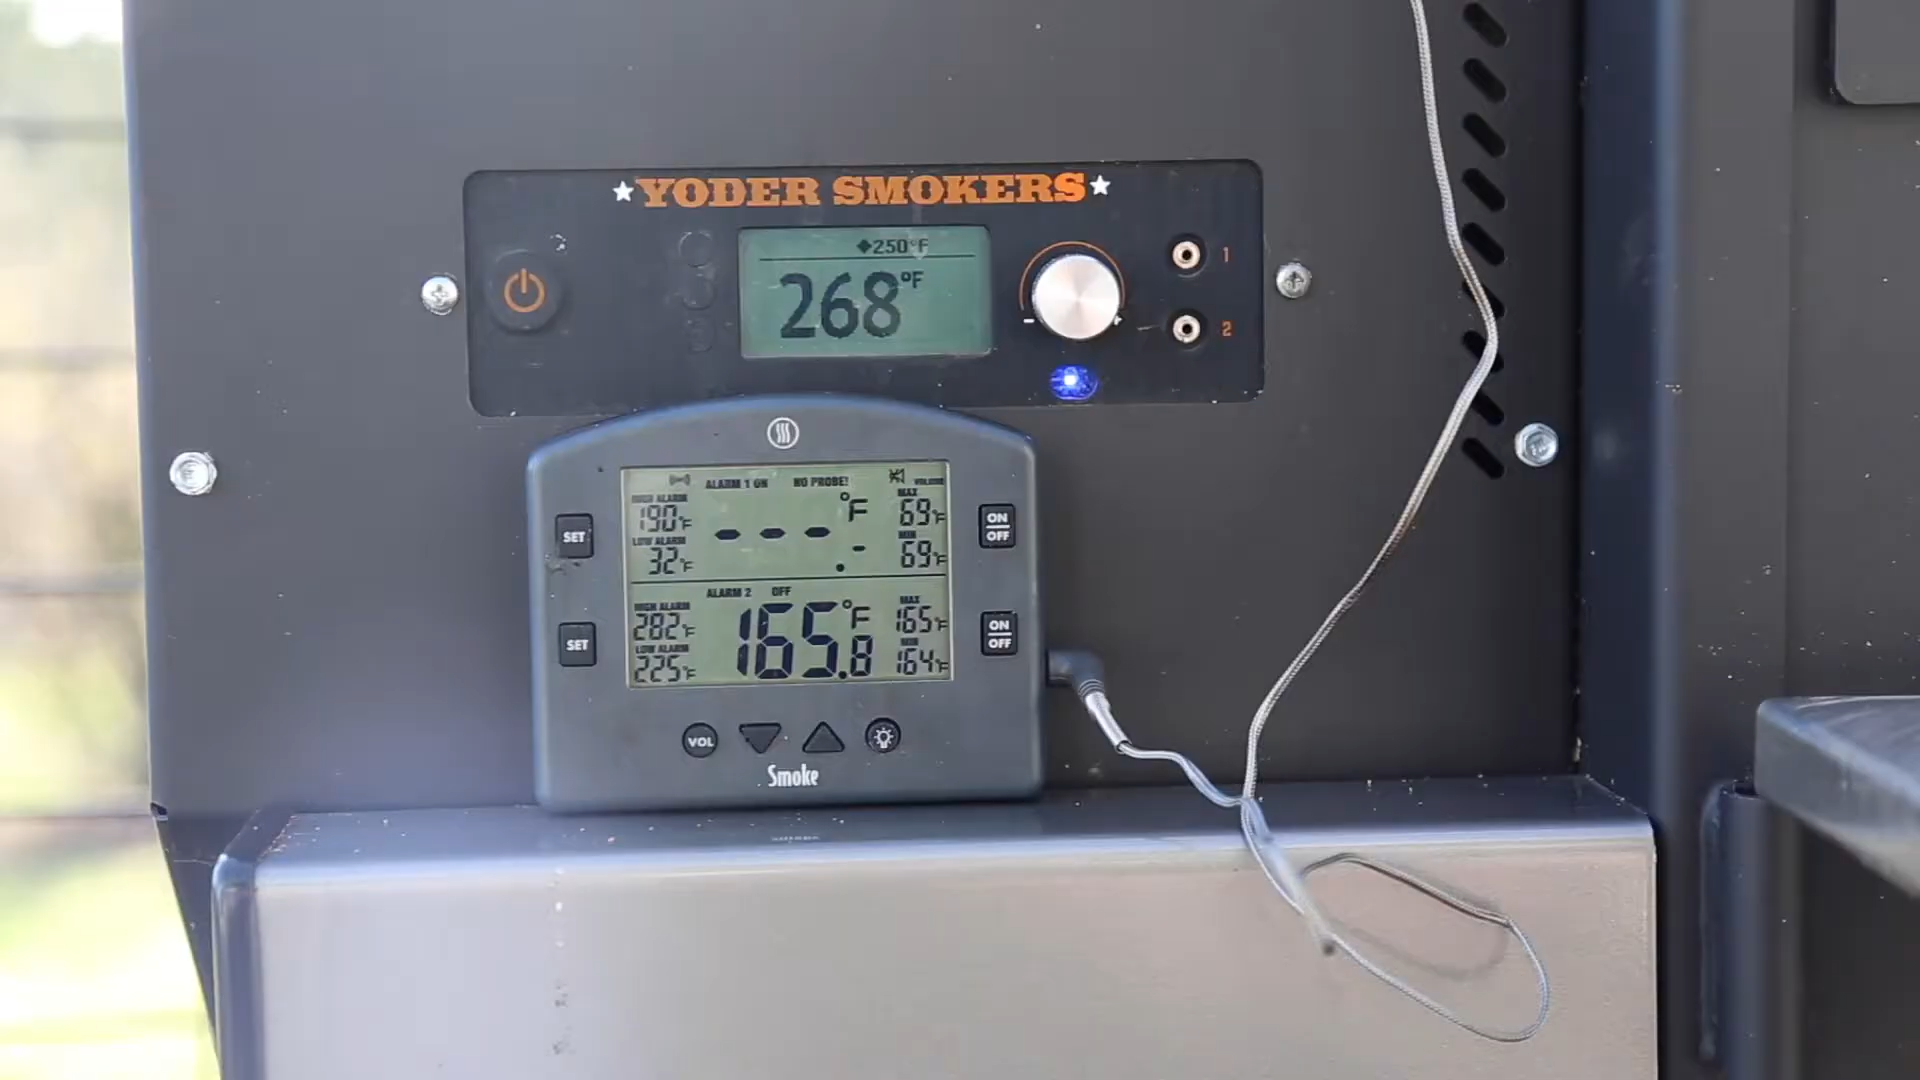 YODER SMOKERS
250°F
268°F
1
2
ALARM 1 ON NO PROBE! VOLUME
HIGH ALARM
190°F
LOW ALARM
32°F
- - -.- °F
MAX
69°F
MIN
69°F
SET
ON
OFF
ALARM 2 OFF
HIGH ALARM
282°F
LOW ALARM
225°F
165.8°F
MAX
165°F
MIN
164°F
SET
ON
OFF
VOL
Smoke